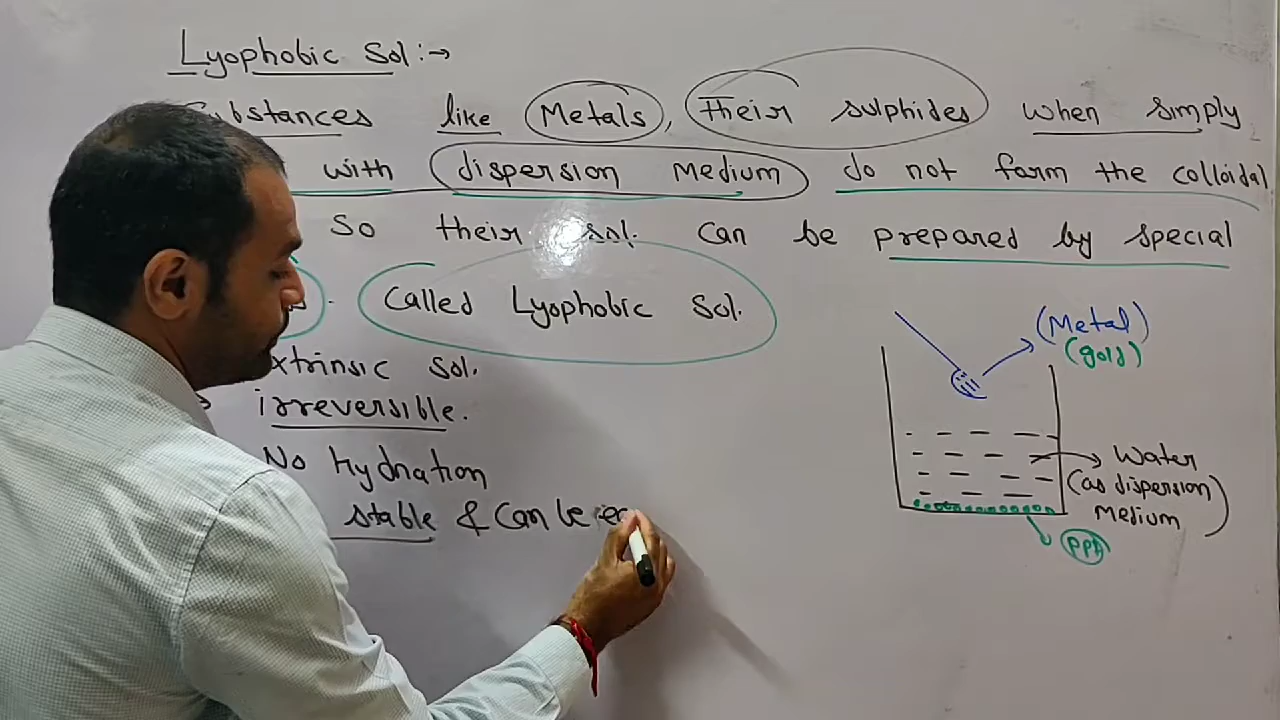 Lyophobic Sol:→
Substances like Metals, Their sulphides when simply
with dispersion Medium do not form the colloidal
So their sol. can be prepared by special
Called Lyophobic Sol.
extrinsic sol.
irreversible.
No Hydration
stable & Can be
(Metal)
(gold)
Water
(as dispersion
Medium)
PPt